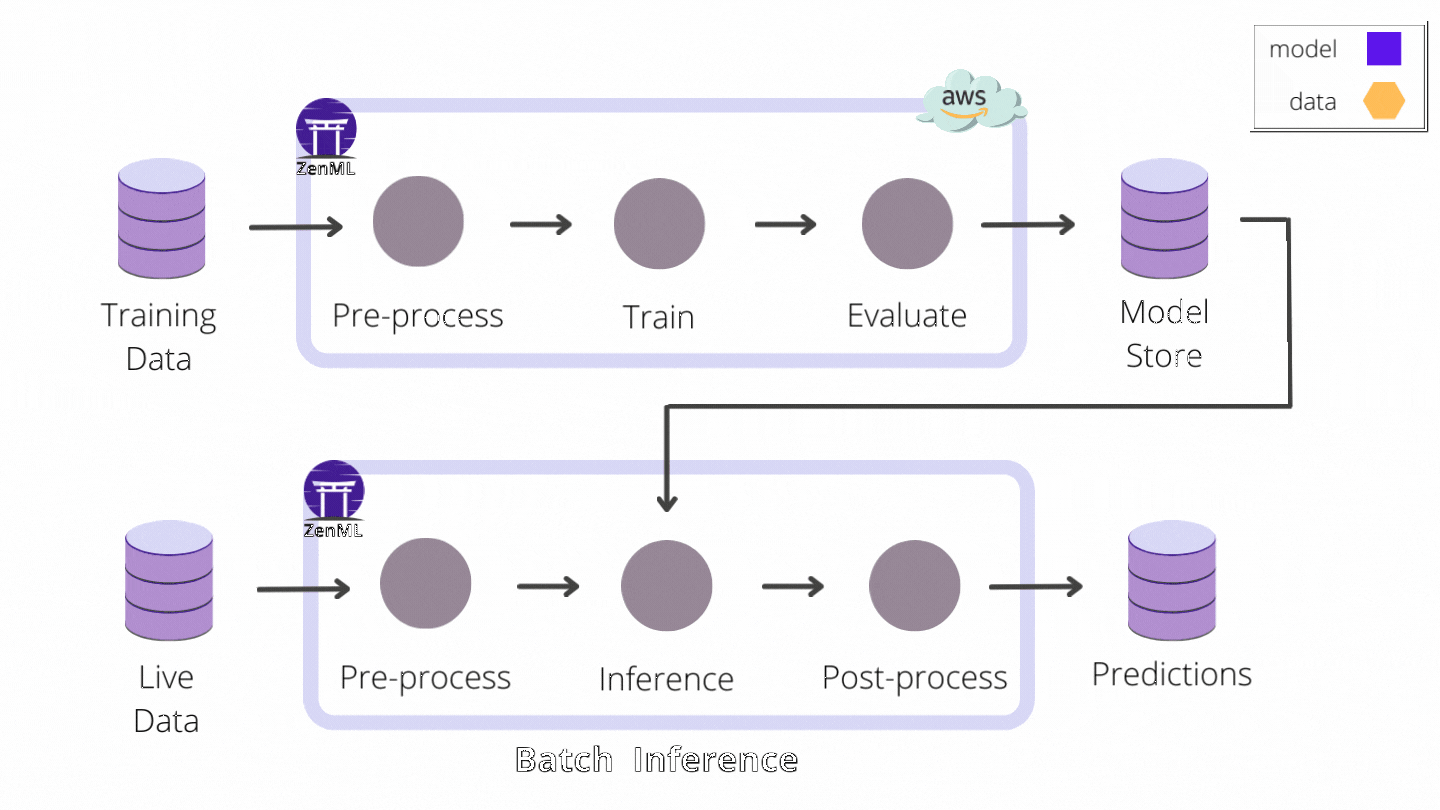 model
data
aws
ZenML
Training
Data
Pre-process
Train
Evaluate
Model
Store
ZenML
Live
Data
Pre-process
Inference
Post-process
Predictions
Batch Inference